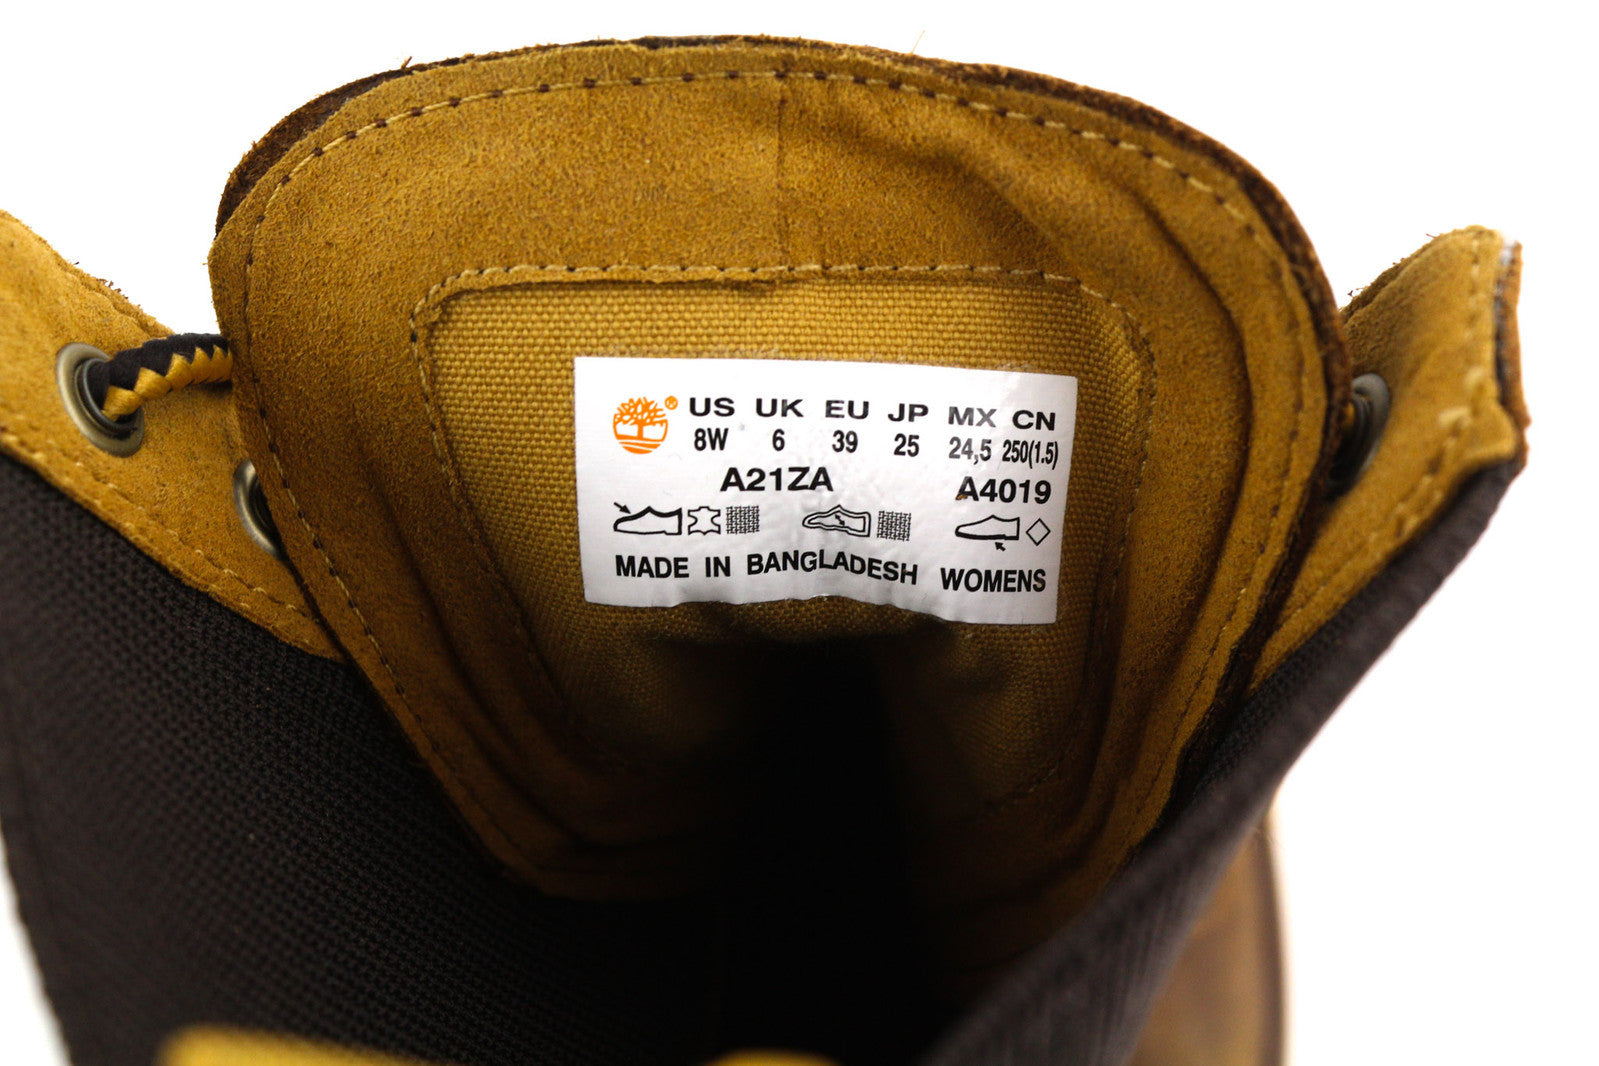 ® US UK EU JP MX CN
8W 6 39 25 24,5 250(1.5)
A21ZA A4019
MADE IN BANGLADESH WOMENS